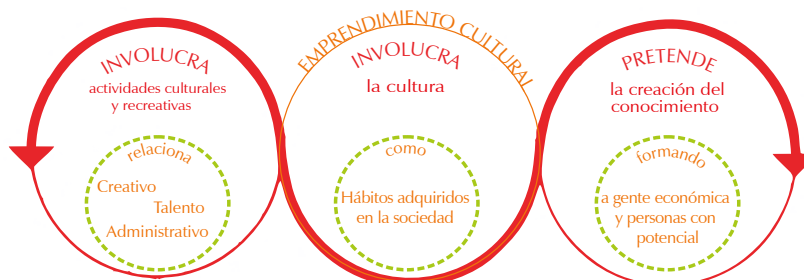 INVOLUCRA
actividades culturales
y recreativas
relaciona
Creativo
Talento
Administrativo
EMPRENDIMIENTO CULTURAL
INVOLUCRA
la cultura
como
Hábitos adquiridos
en la sociedad
PRETENDE
la creación del
conocimiento
formando
a gente económica
y personas con
potencial